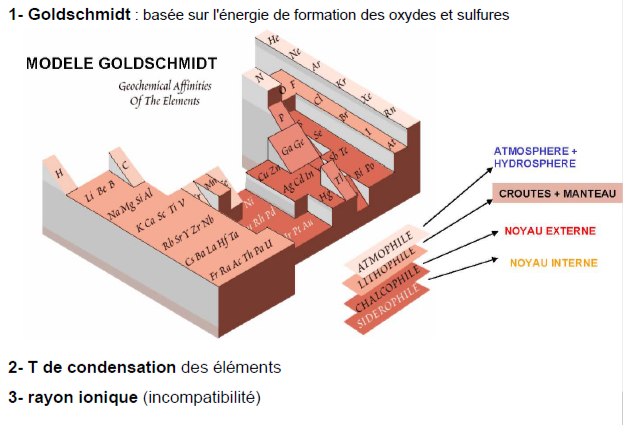 1- Goldschmidt : basée sur l'énergie de formation des oxydes et sulfures
MODELE GOLDSCHMIDT
Geochemical Affinities
Of The Elements
He
Ne
Ar
Kr
Xe
Rn
N
O F
Cl
Br
I
At
P
S
Se
Te
Po
Ga Ge
Sb
Bi
Cu Zn
Ag Cd In
Hg Tl
H
C
Li Be B
Na Mg Si Al
K Ca Sc Ti V
Rb Sr Y Zr Nb
Cs Ba La Hf Ta
Fr Ra Ac Th Pa U
Mn
Ni
Rh Pd
Ir Pt Au
ATMOPHILE
LITHOPHILE
CHALCOPHILE
SIDEROPHILE
ATMOSPHERE +
HYDROSPHERE
CROUTES + MANTEAU
NOYAU EXTERNE
NOYAU INTERNE
2- T de condensation des éléments
3- rayon ionique (incompatibilité)